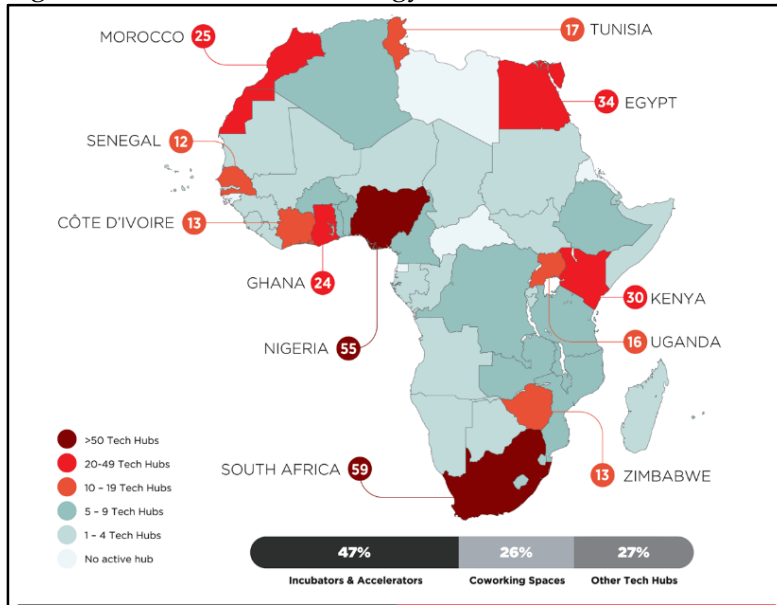 MOROCCO 25
17 TUNISIA
34 EGYPT
SENEGAL 12
CÔTE D'IVOIRE 13
GHANA 24
30 KENYA
16 UGANDA
NIGERIA 55
>50 Tech Hubs
20-49 Tech Hubs
10 – 19 Tech Hubs
5 – 9 Tech Hubs
1 – 4 Tech Hubs
No active hub
SOUTH AFRICA 59
13 ZIMBABWE
47% 26% 27%
Incubators & Accelerators Coworking Spaces Other Tech Hubs